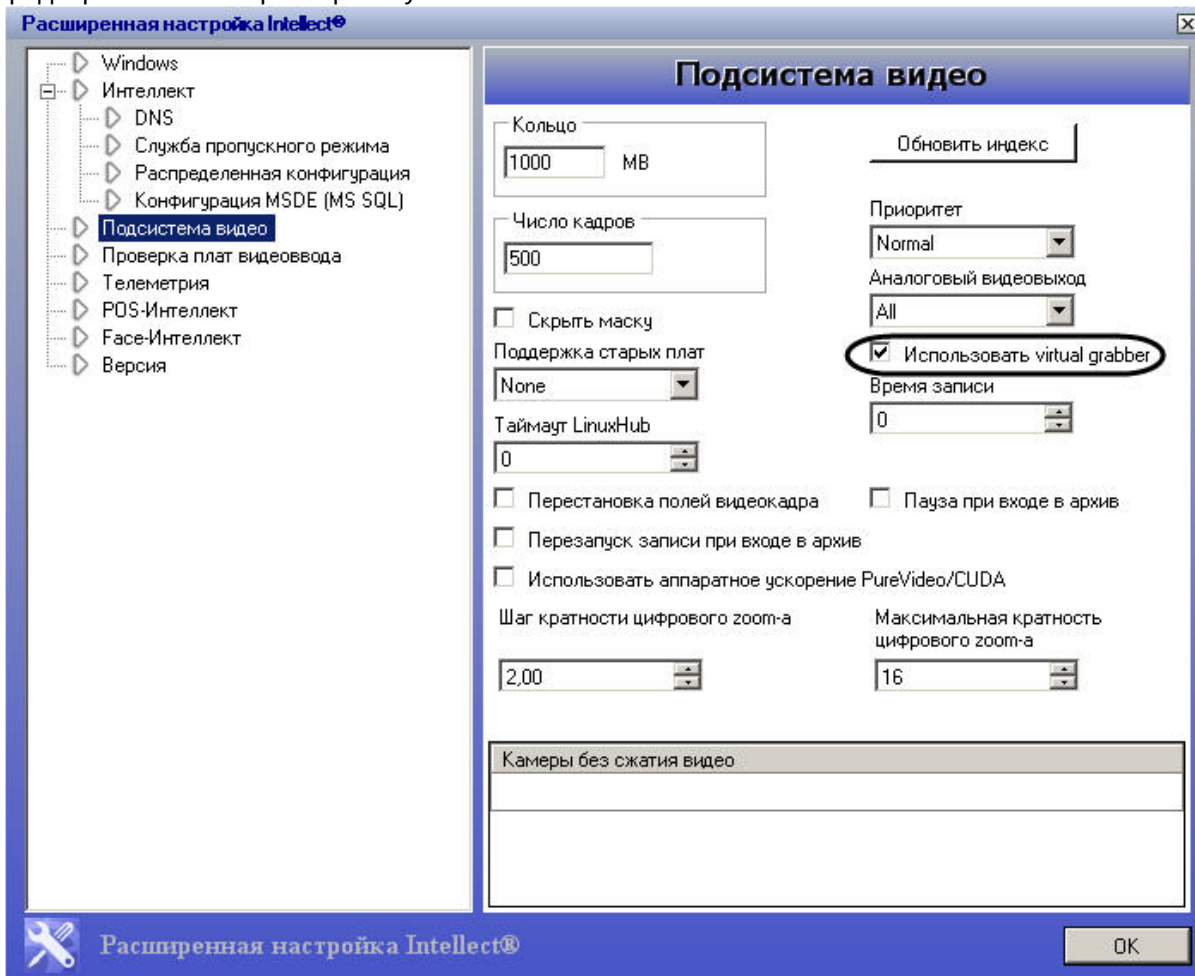 Расширенная настройка Intellect®
Windows
Интеллект
DNS
Служба пропускного режима
Распределенная конфигурация
Конфигурация MSDE (MS SQL)
Подсистема видео
Проверка плат видеоввода
Телеметрия
POS-Интеллект
Face-Интеллект
Версия
Подсистема видео
Кольцо
1000 MB
Обновить индекс
Число кадров
500
Приоритет
Normal
Аналоговый видеовыход
All
Скрыть маску
Использовать virtual grabber
Поддержка старых плат
None
Время записи
0
Таймаут LinuxHub
0
Перестановка полей видеокадра
Пауза при входе в архив
Перезапуск записи при входе в архив
Использовать аппаратное ускорение PureVideo/CUDA
Шаг кратности цифрового zoom-а
2,00
Максимальная кратность
цифрового zoom-а
16
Камеры без сжатия видео
Расширенная настройка Intellect®
OK